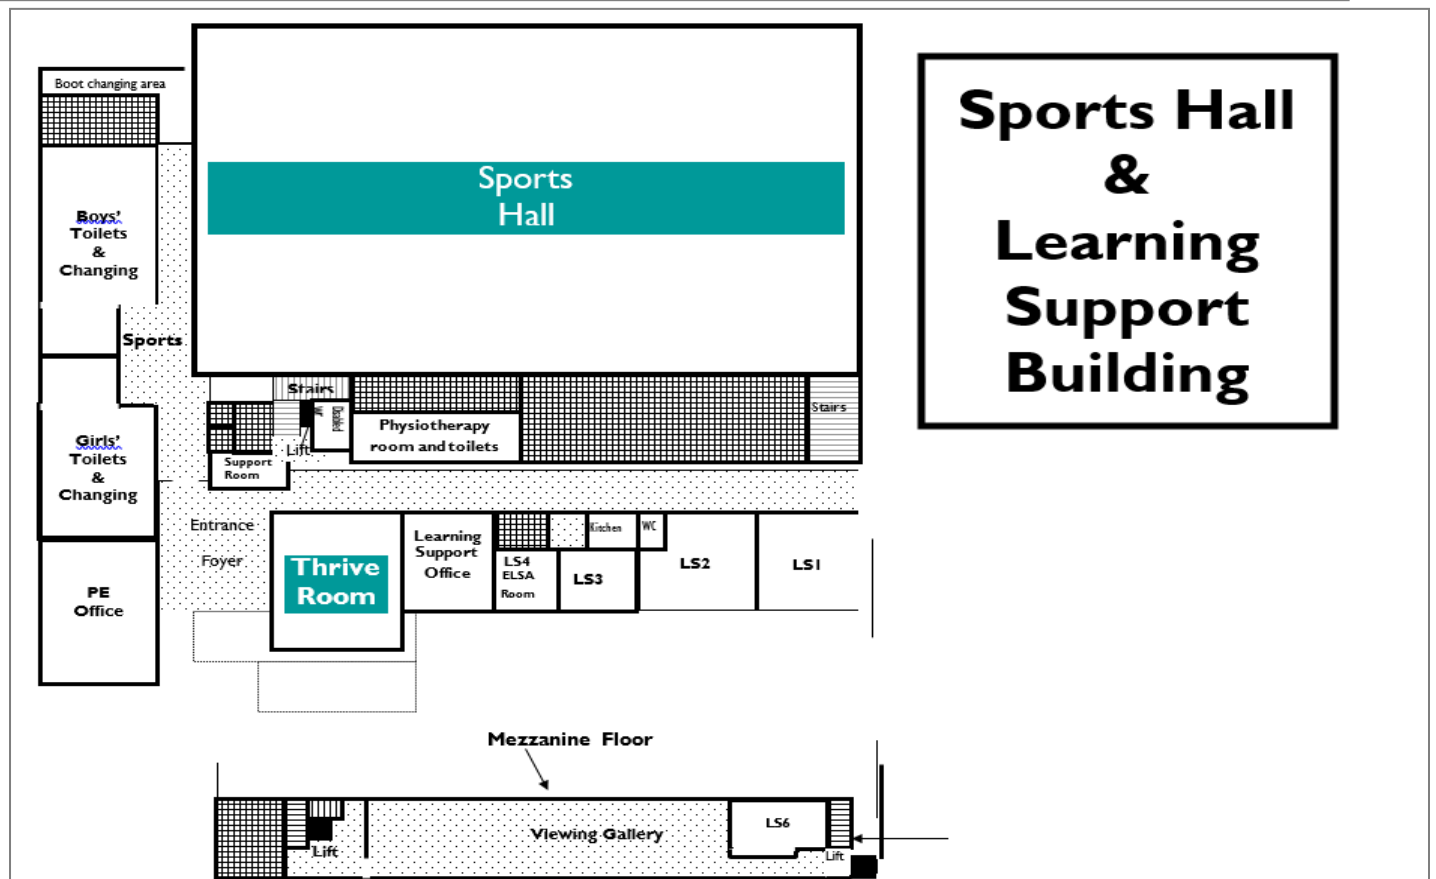 Boot changing area
Sports Hall
&
Learning
Support
Building
Sports
Hall
Boys’
Toilets
&
Changing
Sports
Stairs
Disabled
WC
Stairs
Physiotherapy
room and toilets
Lift
Girls’
Toilets
&
Changing
Support
Room
Entrance
Foyer
Learning
Support
Office
Kitchen
WC
Thrive
Room
LS4
ELSA
Room
LS3
LS2
LS1
PE
Office
Mezzanine Floor
Viewing Gallery
LS6
Lift
Lift